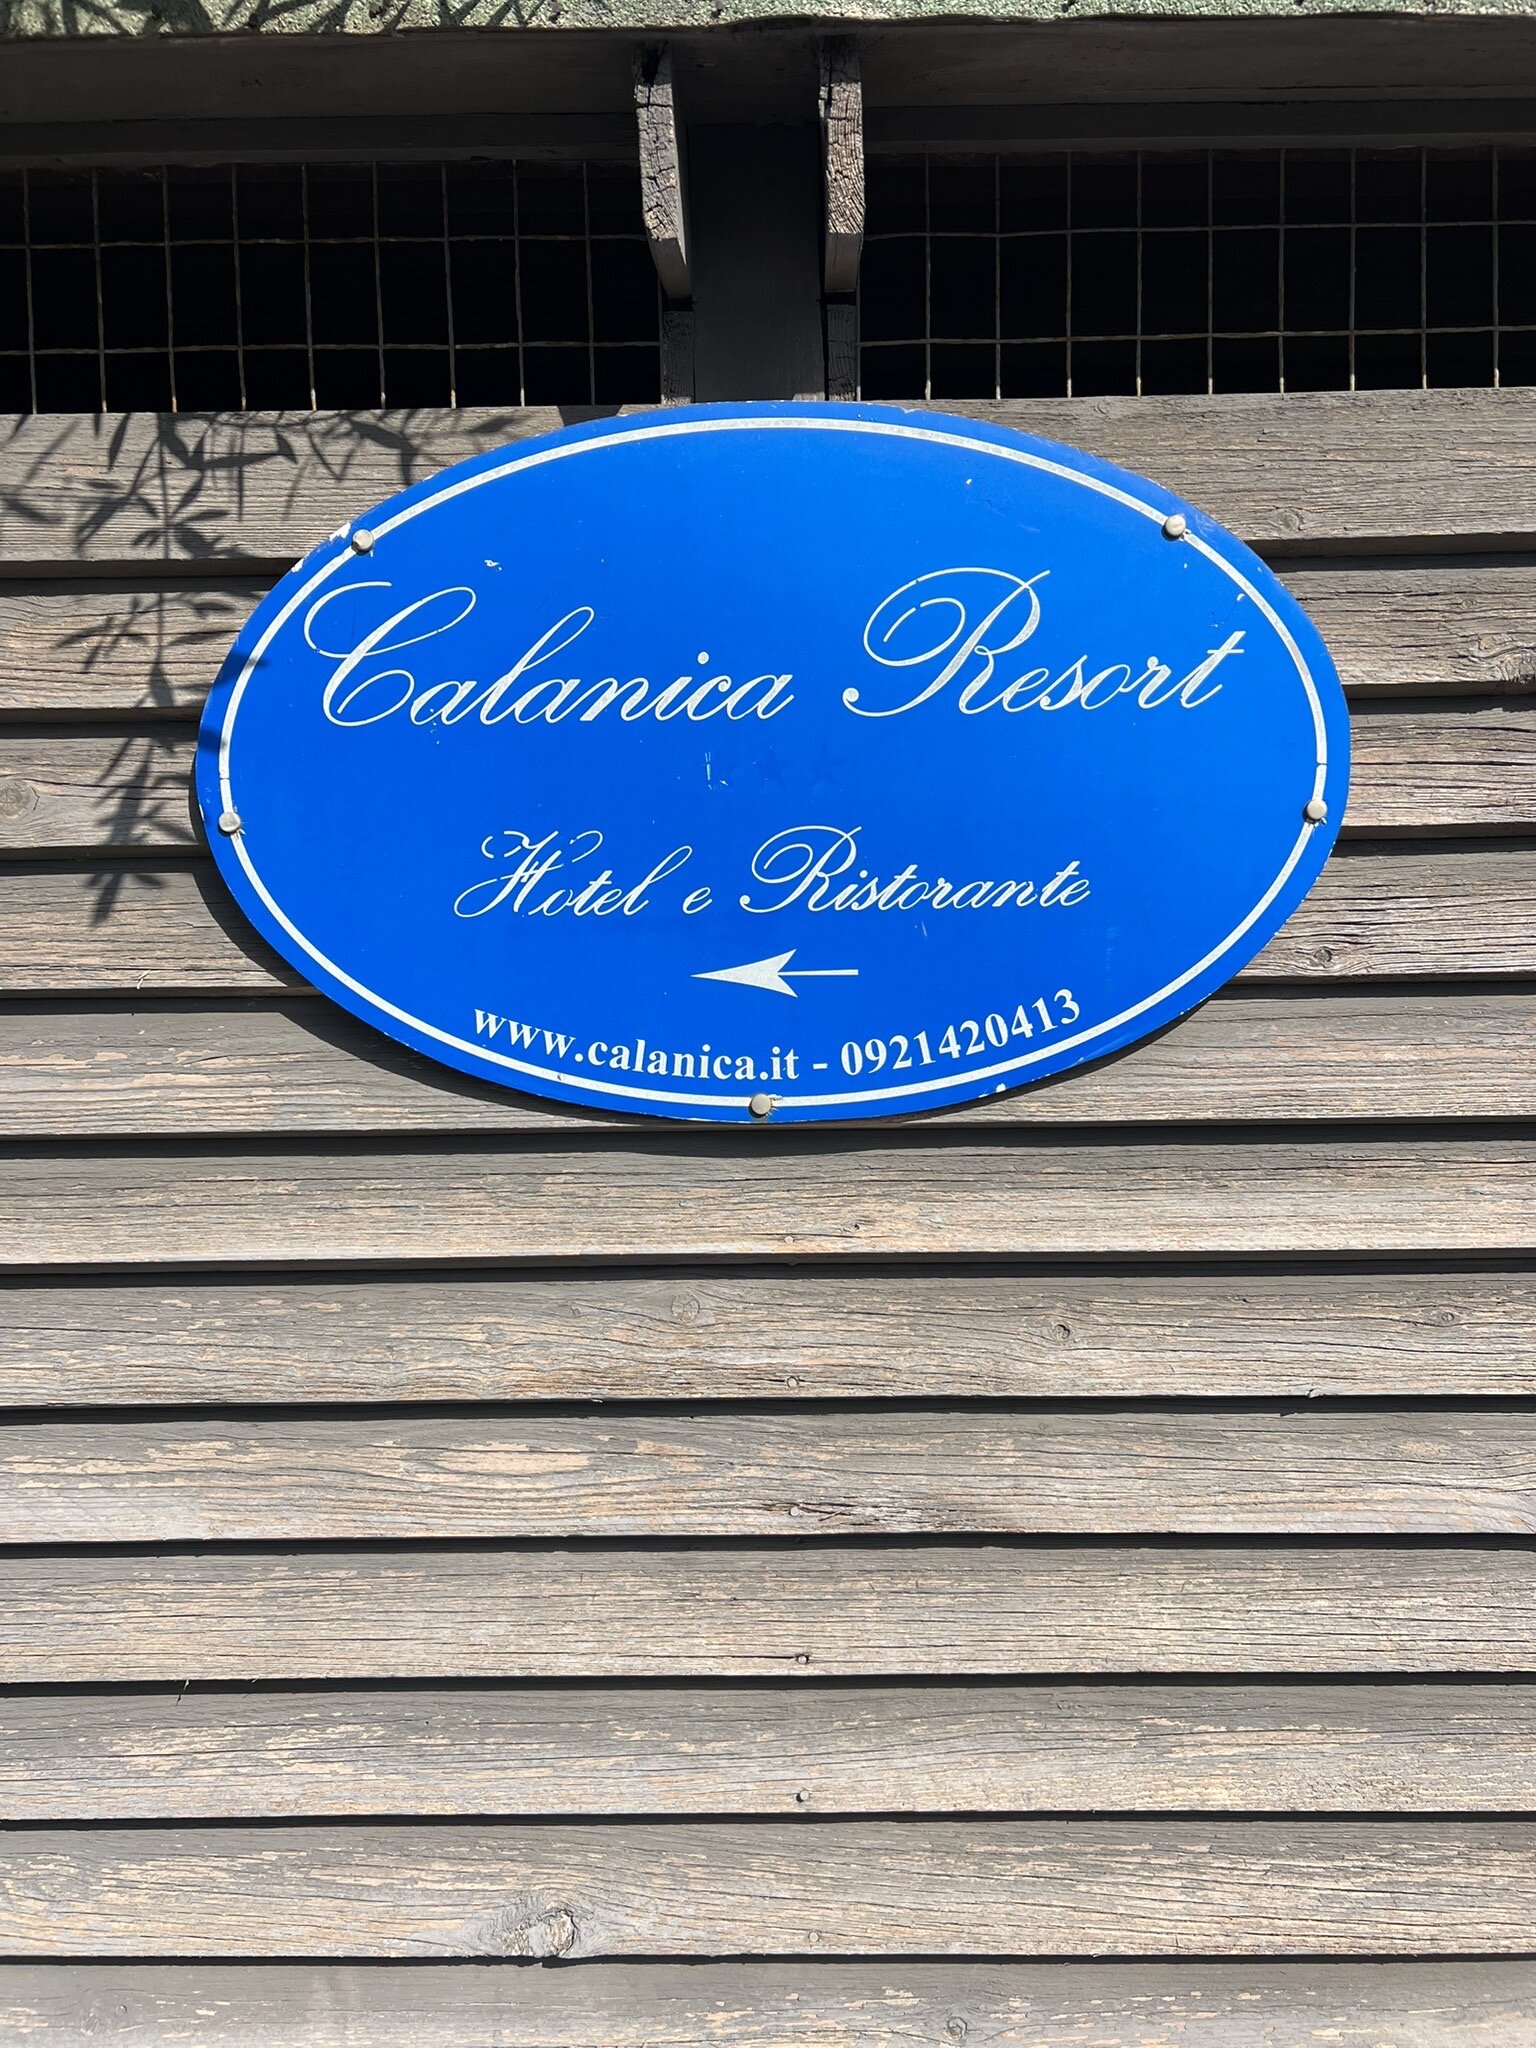 Calanica Resort
Hotel e Ristorante
www.calanica.it - 0921420413